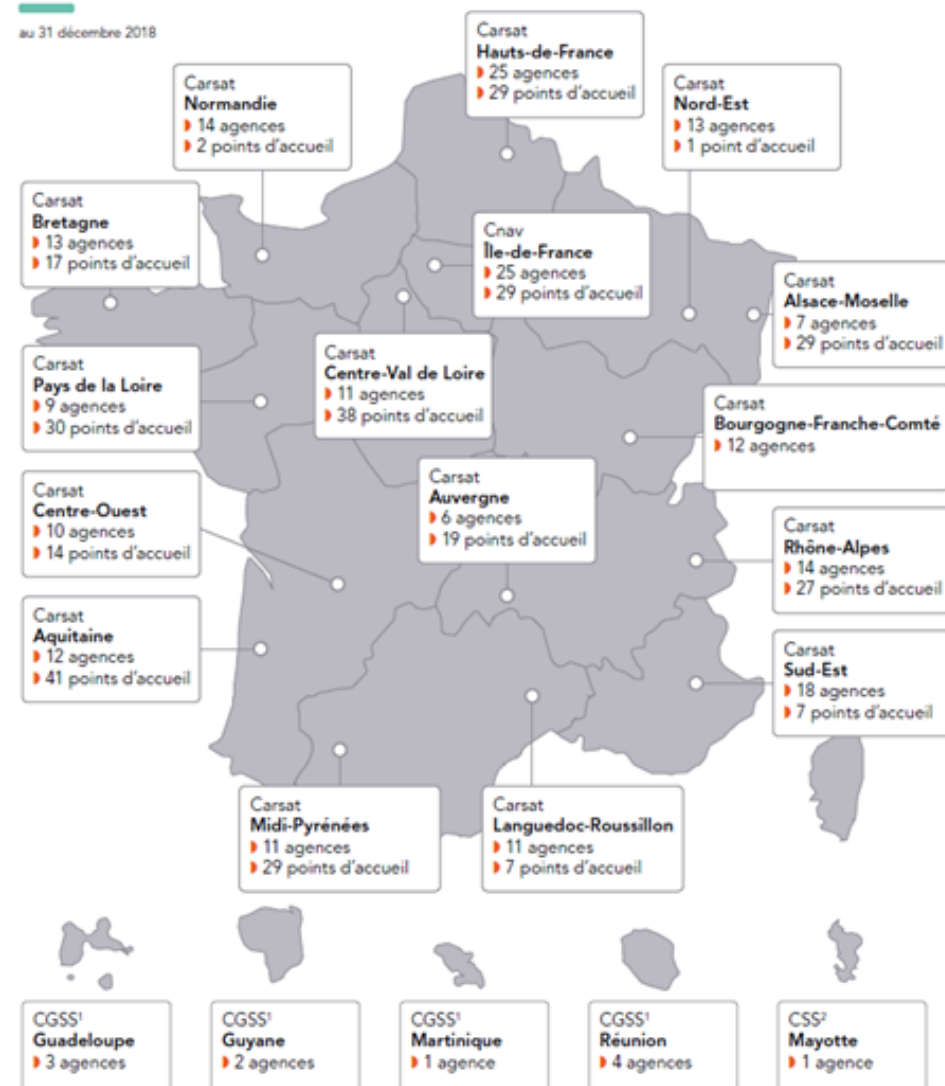 au 31 décembre 2018
Carsat
Hauts-de-France
25 agences
29 points d'accueil
Carsat
Normandie
14 agences
2 points d'accueil
Carsat
Nord-Est
13 agences
1 point d'accueil
Carsat
Bretagne
13 agences
17 points d'accueil
Cnav
Île-de-France
25 agences
29 points d'accueil
Carsat
Alsace-Moselle
7 agences
29 points d'accueil
Carsat
Pays de la Loire
9 agences
30 points d'accueil
Carsat
Centre-Val de Loire
11 agences
38 points d'accueil
Carsat
Bourgogne-Franche-Comté
12 agences
Carsat
Centre-Ouest
10 agences
14 points d'accueil
Carsat
Auvergne
6 agences
19 points d'accueil
Carsat
Rhône-Alpes
14 agences
27 points d'accueil
Carsat
Aquitaine
12 agences
41 points d'accueil
Carsat
Sud-Est
18 agences
7 points d'accueil
Carsat
Midi-Pyrénées
11 agences
29 points d'accueil
Carsat
Languedoc-Roussillon
11 agences
7 points d'accueil
CGSS¹
Guadeloupe
3 agences
CGSS¹
Guyane
2 agences
CGSS¹
Martinique
1 agence
CGSS¹
Réunion
4 agences
CSS²
Mayotte
1 agence